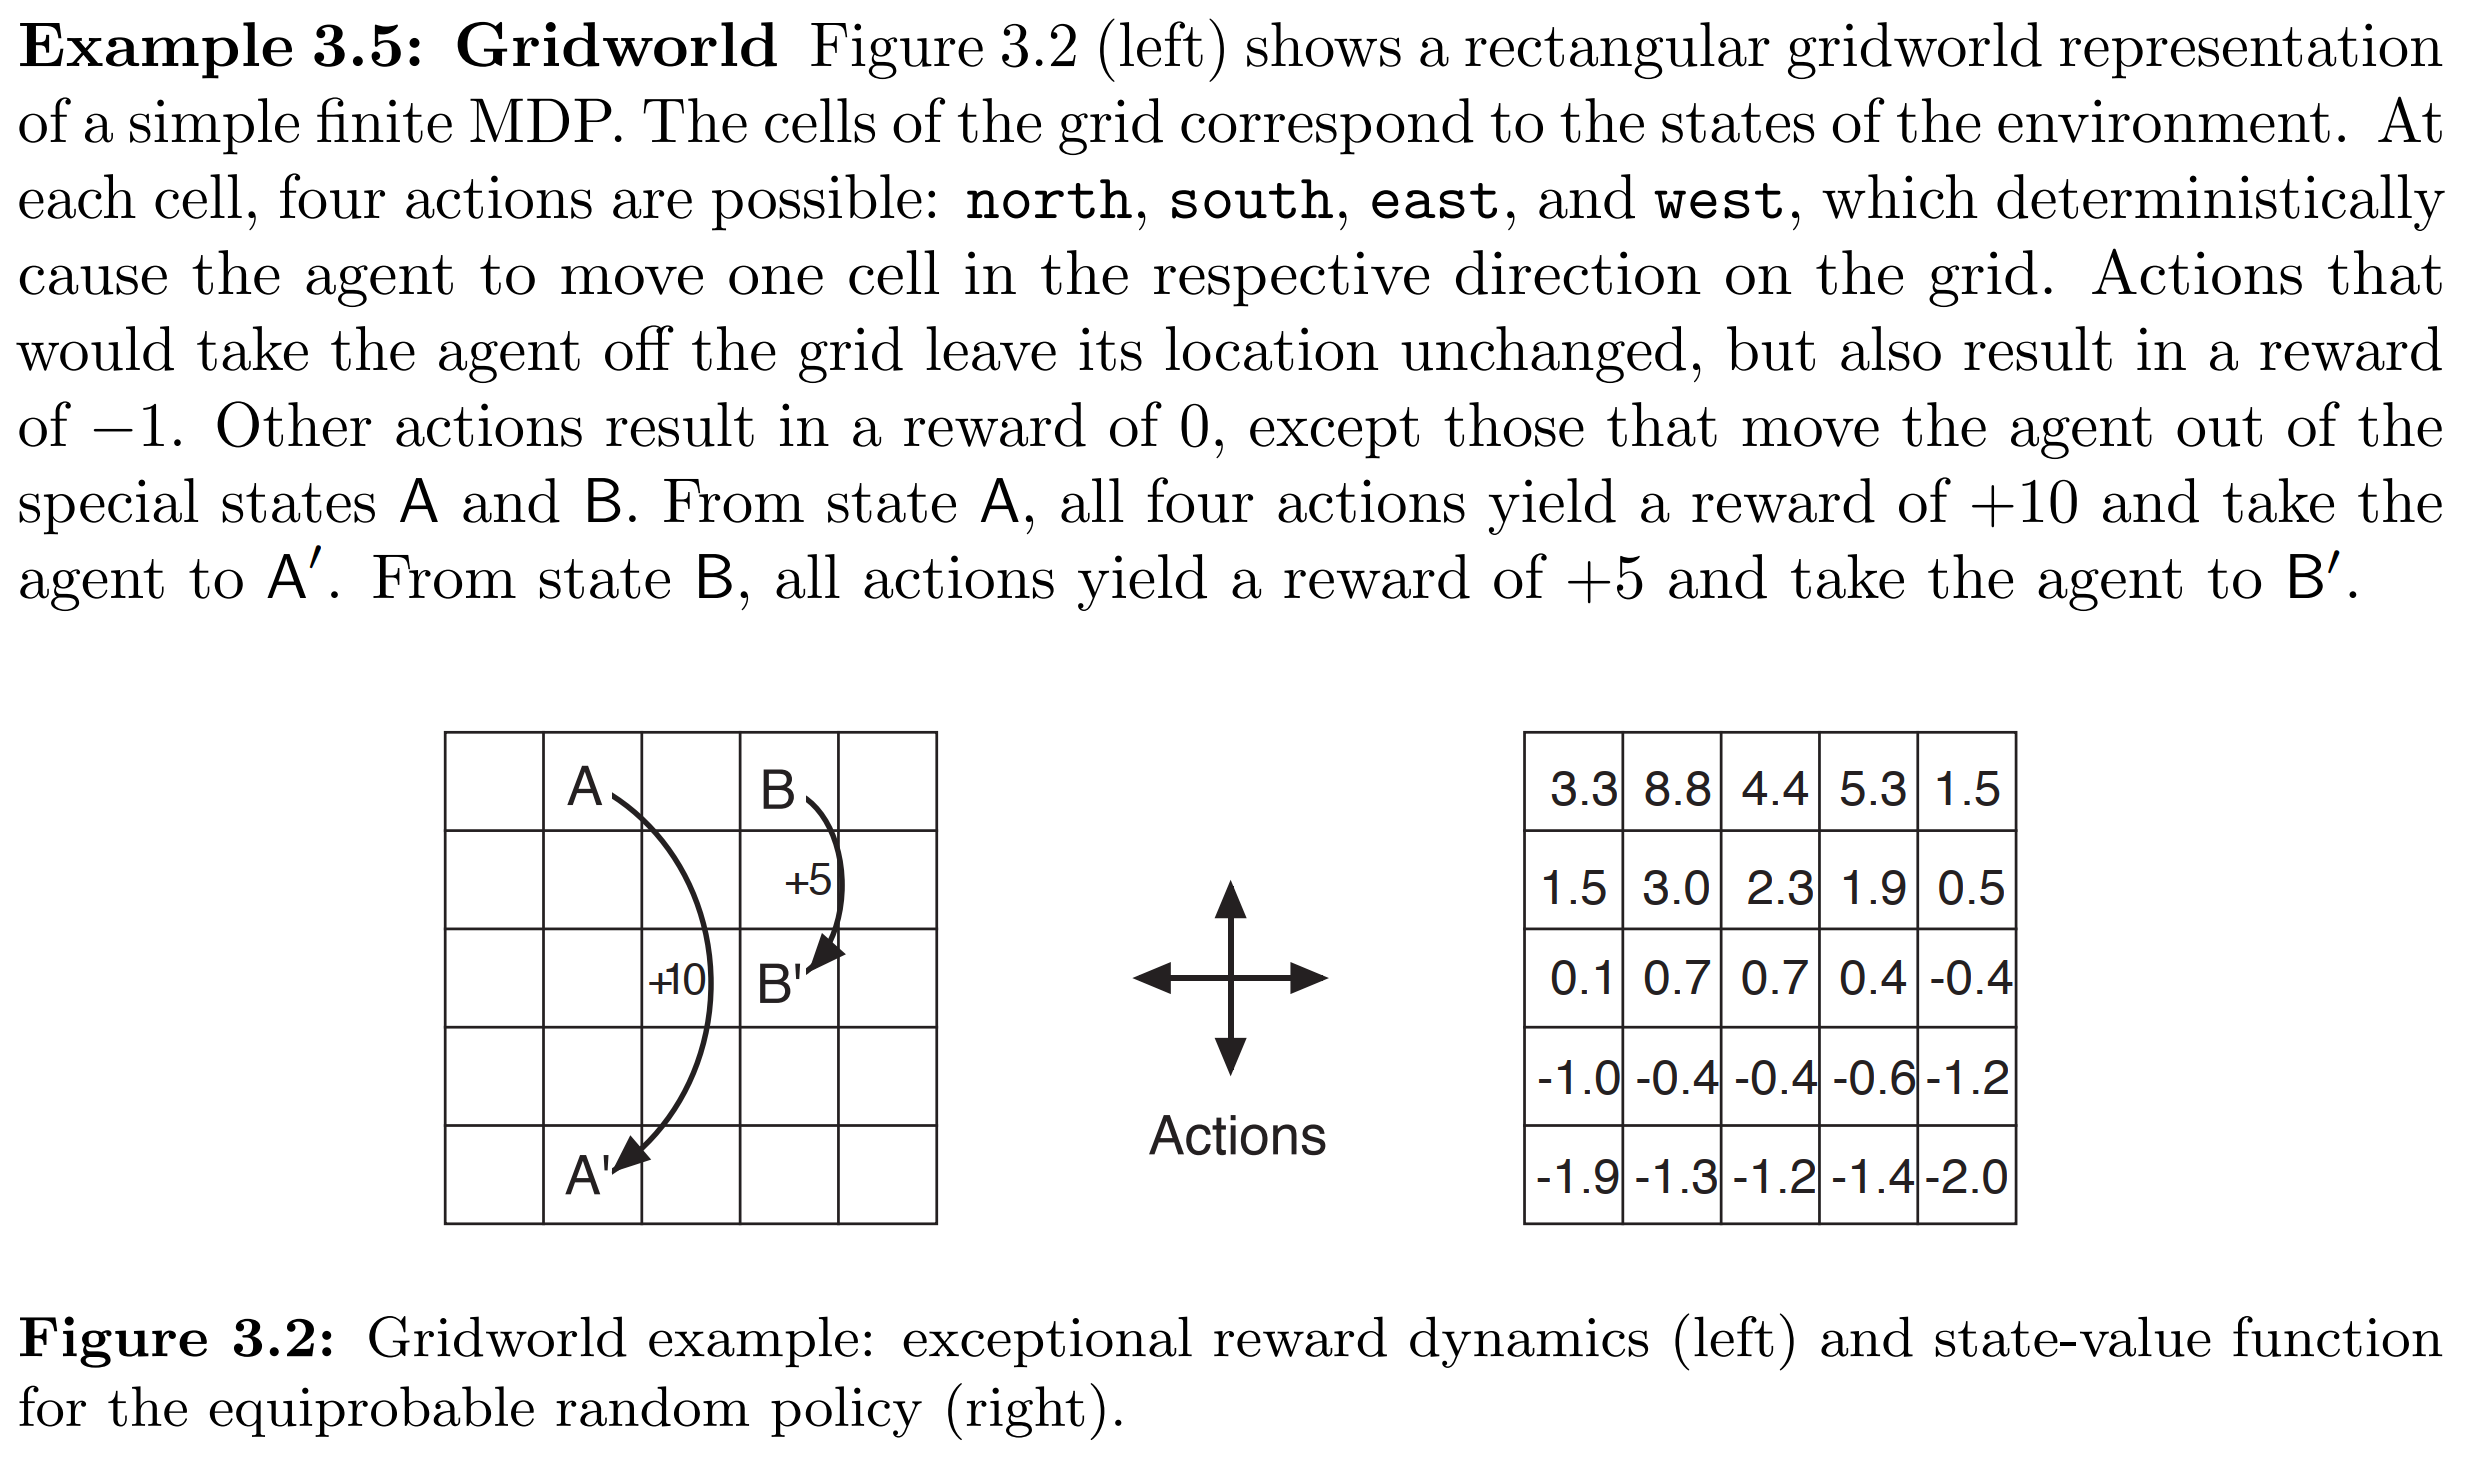 Example 3.5: Gridworld Figure 3.2 (left) shows a rectangular gridworld representation
of a simple finite MDP. The cells of the grid correspond to the states of the environment. At
each cell, four actions are possible: north, south, east, and west, which deterministically
cause the agent to move one cell in the respective direction on the grid. Actions that
would take the agent off the grid leave its location unchanged, but also result in a reward
of −1. Other actions result in a reward of 0, except those that move the agent out of the
special states A and B. From state A, all four actions yield a reward of +10 and take the
agent to A′. From state B, all actions yield a reward of +5 and take the agent to B′.
A B
+5
+10 B'
A'
Actions
3.3 8.8 4.4 5.3 1.5
1.5 3.0 2.3 1.9 0.5
0.1 0.7 0.7 0.4 -0.4
-1.0 -0.4 -0.4 -0.6 -1.2
-1.9 -1.3 -1.2 -1.4 -2.0
Figure 3.2: Gridworld example: exceptional reward dynamics (left) and state-value function
for the equiprobable random policy (right).